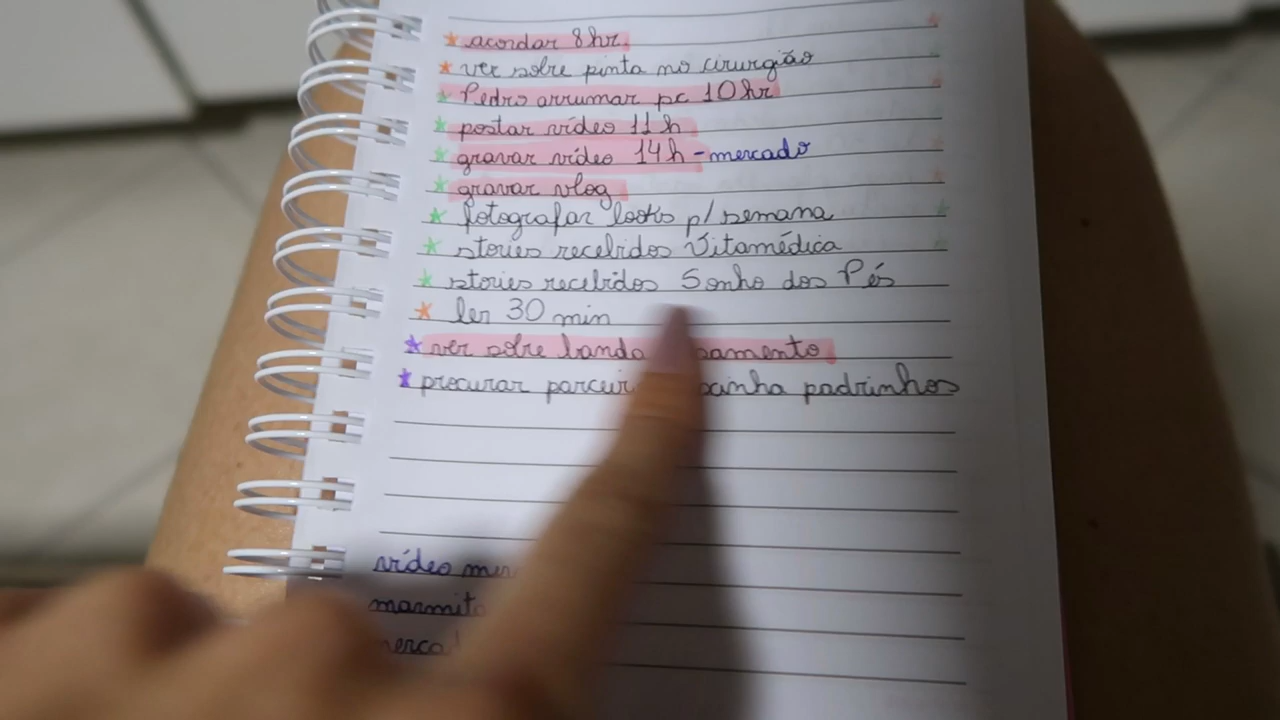 acordar 8hr.
ver sobre pinta no cirurgião
Pedro arrumar pc 10hr
postar vídeo 11h
gravar vídeo 14h - mercado
gravar vlog
fotografar looks p/ semana
stories recebidos Vitamédica
stories recebidos Sonho dos Pés
ler 30 min
ver sobre banda
procurar padrinhos
vídeo